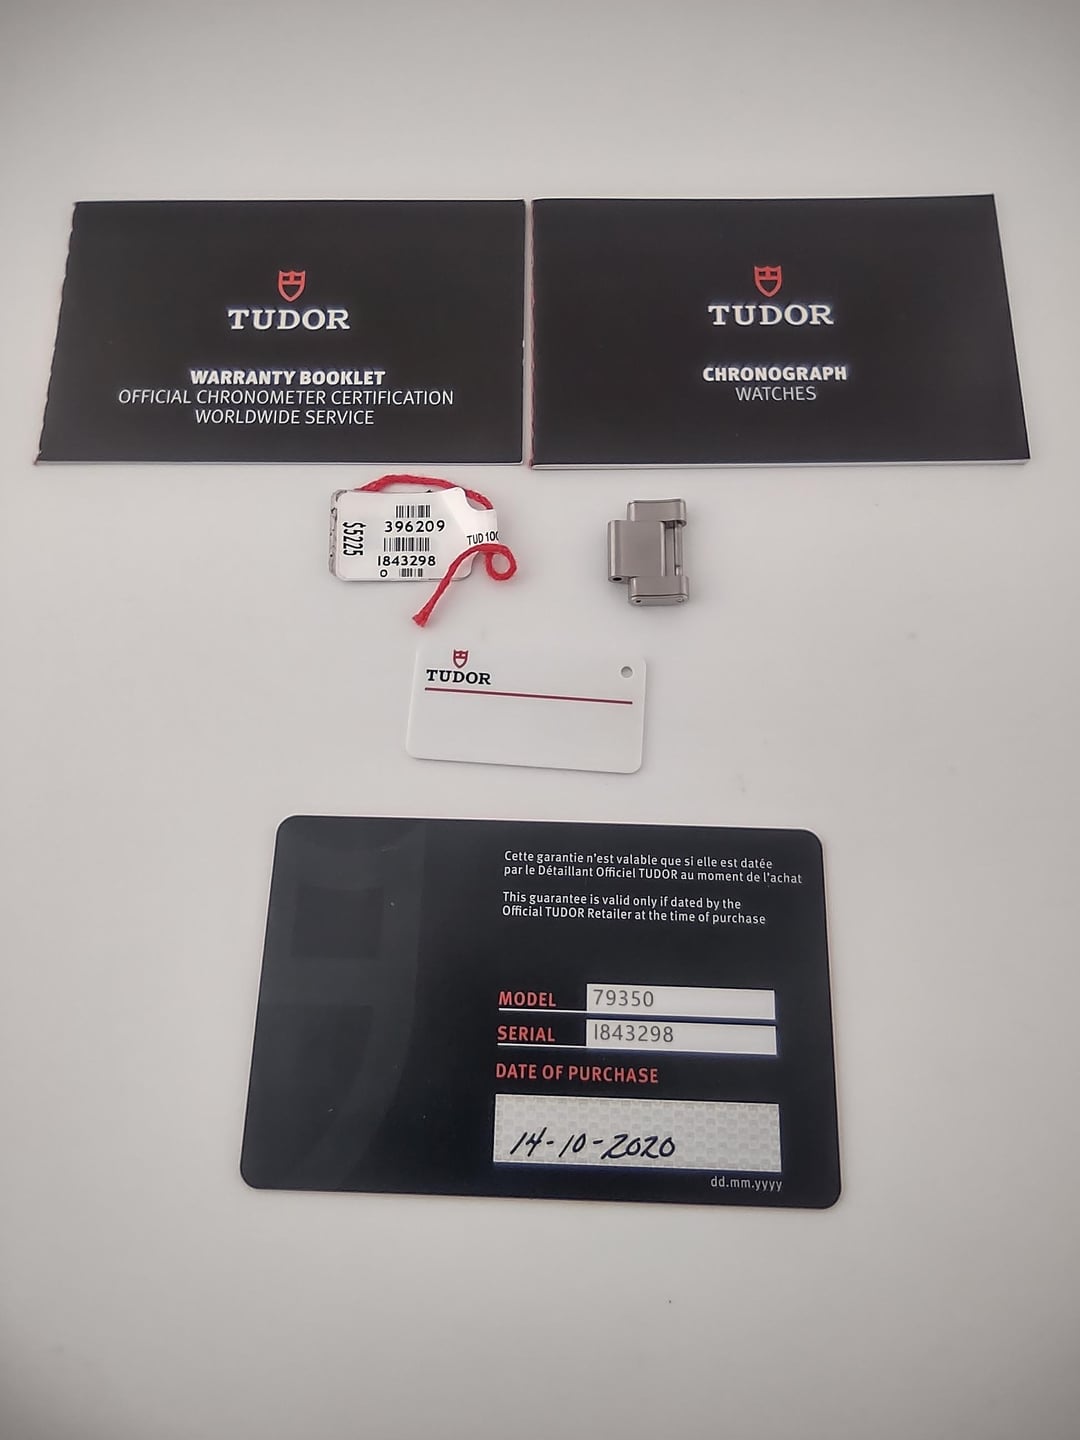 TUDOR
WARRANTY BOOKLET
OFFICIAL CHRONOMETER CERTIFICATION
WORLDWIDE SERVICE
TUDOR
CHRONOGRAPH
WATCHES
$5225
396209
I843298
O
TUD 100
TUDOR
Cette garantie n'est valable que si elle est datée
par le Détaillant Officiel TUDOR au moment de l'achat
This guarantee is valid only if dated by the
Official TUDOR Retailer at the time of purchase
MODEL 79350
SERIAL I843298
DATE OF PURCHASE
14-10-2020
dd.mm.yyyy